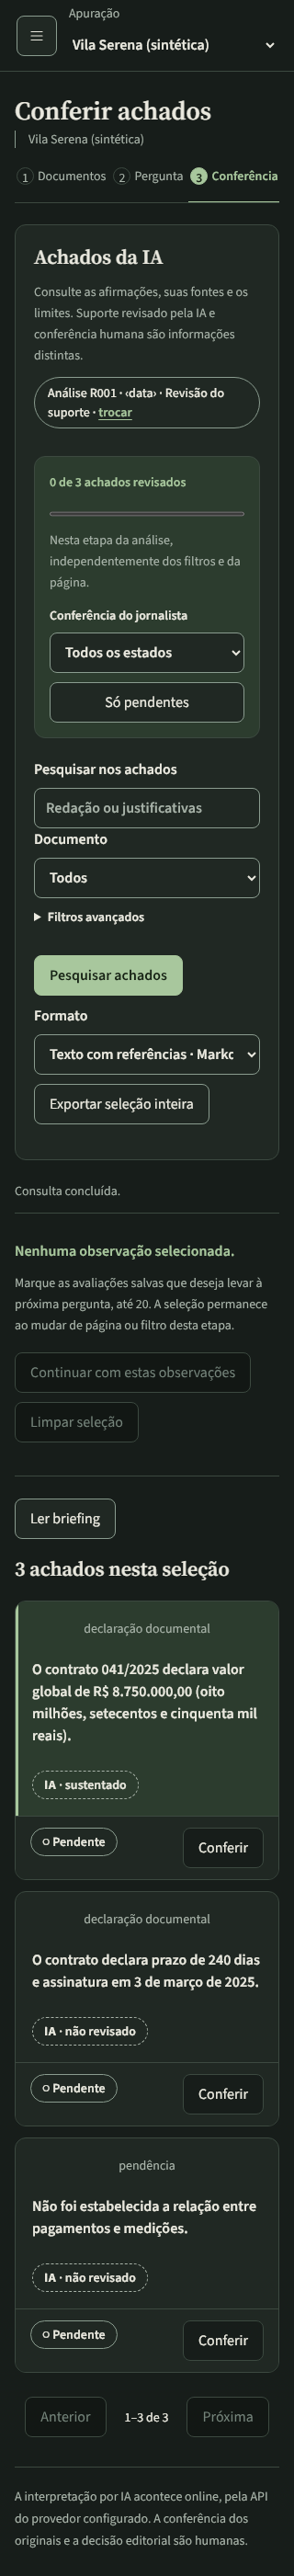 Apuração
Vila Serena (sintética)
Conferir achados
Vila Serena (sintética)
1 Documentos 2 Pergunta 3 Conferência
Achados da IA
Consulte as afirmações, suas fontes e os
limites. Suporte revisado pela IA e
conferência humana são informações
distintas.
Análise R001 · ‹data› · Revisão do
suporte · trocar
0 de 3 achados revisados
Nesta etapa da análise,
independentemente dos filtros e da
página.
Conferência do jornalista
Todos os estados
Só pendentes
Pesquisar nos achados
Redação ou justificativas
Documento
Todos
Filtros avançados
Pesquisar achados
Formato
Texto com referências · Markd
Exportar seleção inteira
Consulta concluída.
Nenhuma observação selecionada.
Marque as avaliações salvas que deseja levar à
próxima pergunta, até 20. A seleção permanece
ao mudar de página ou filtro desta etapa.
Continuar com estas observações
Limpar seleção
Ler briefing
3 achados nesta seleção
declaração documental
O contrato 041/2025 declara valor
global de R$ 8.750.000,00 (oito
milhões, setecentos e cinquenta mil
reais).
IA · sustentado
Pendente
Conferir
declaração documental
O contrato declara prazo de 240 dias
e assinatura em 3 de março de 2025.
IA · não revisado
Pendente
Conferir
pendência
Não foi estabelecida a relação entre
pagamentos e medições.
IA · não revisado
Pendente
Conferir
Anterior 1–3 de 3 Próxima
A interpretação por IA acontece online, pela API
do provedor configurado. A conferência dos
originais e a decisão editorial são humanas.